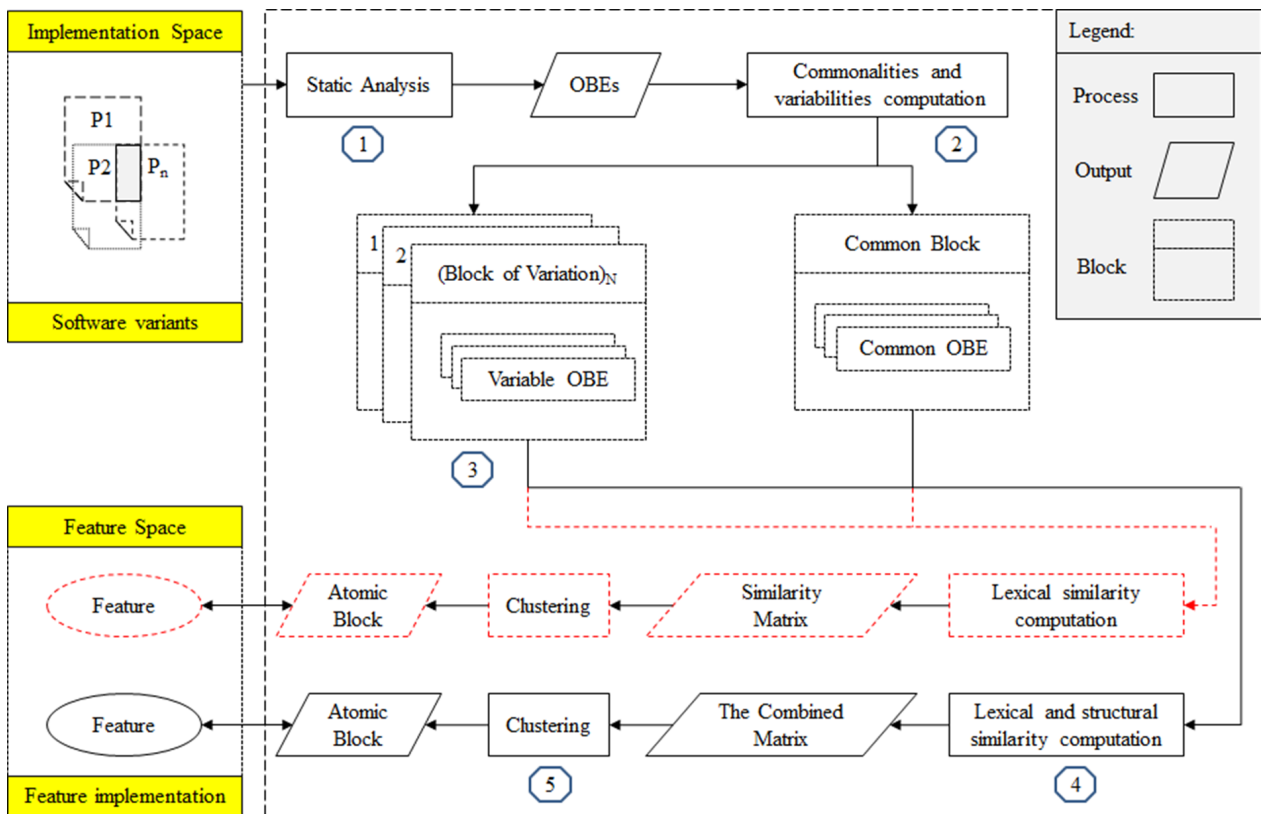 Implementation Space
P1
P2
Pn
Software variants
Static Analysis
1
OBEs
Commonalities and
variabilities computation
2
Legend:
Process
Output
Block
1
2
(Block of Variation)N
Variable OBE
3
Common Block
Common OBE
Feature Space
Feature
Atomic
Block
Clustering
Similarity
Matrix
Lexical similarity
computation
Feature
Atomic
Block
Clustering
5
The Combined
Matrix
Lexical and structural
similarity computation
4
Feature implementation